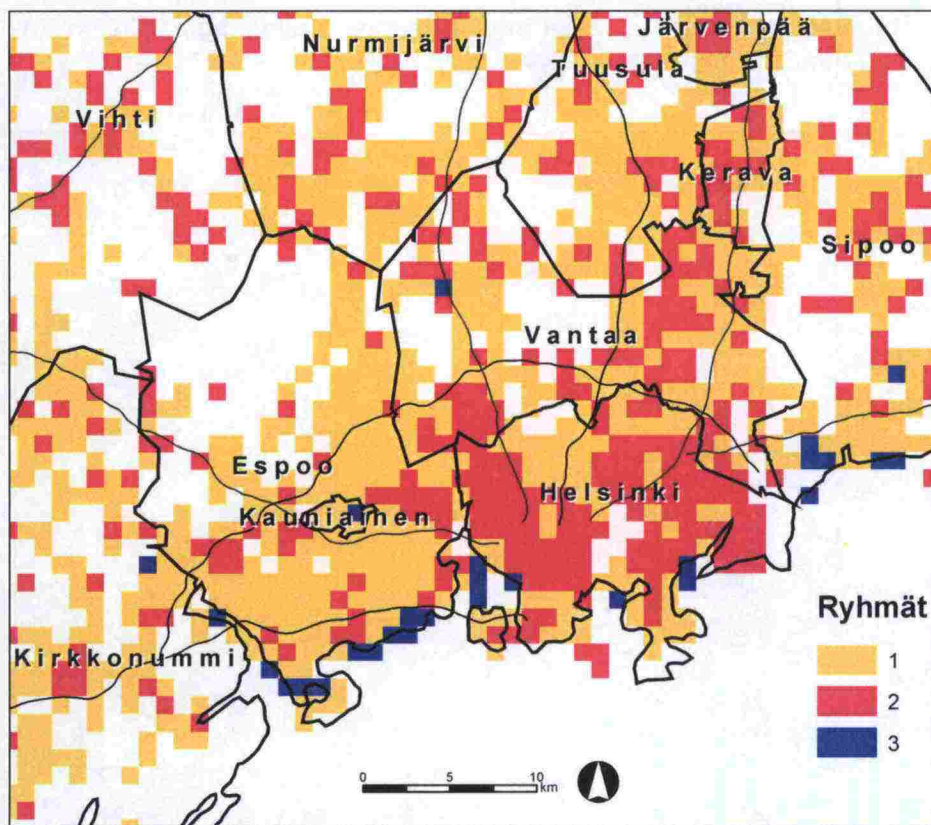 Järvenpää
Nurmijärvi
Tuusula
Vihti
Kerava
Sipoo
Vantaa
Espoo
Helsinki
Kauniainen
Kirkkonummi
Ryhmät
1
2
3
0 5 10
km